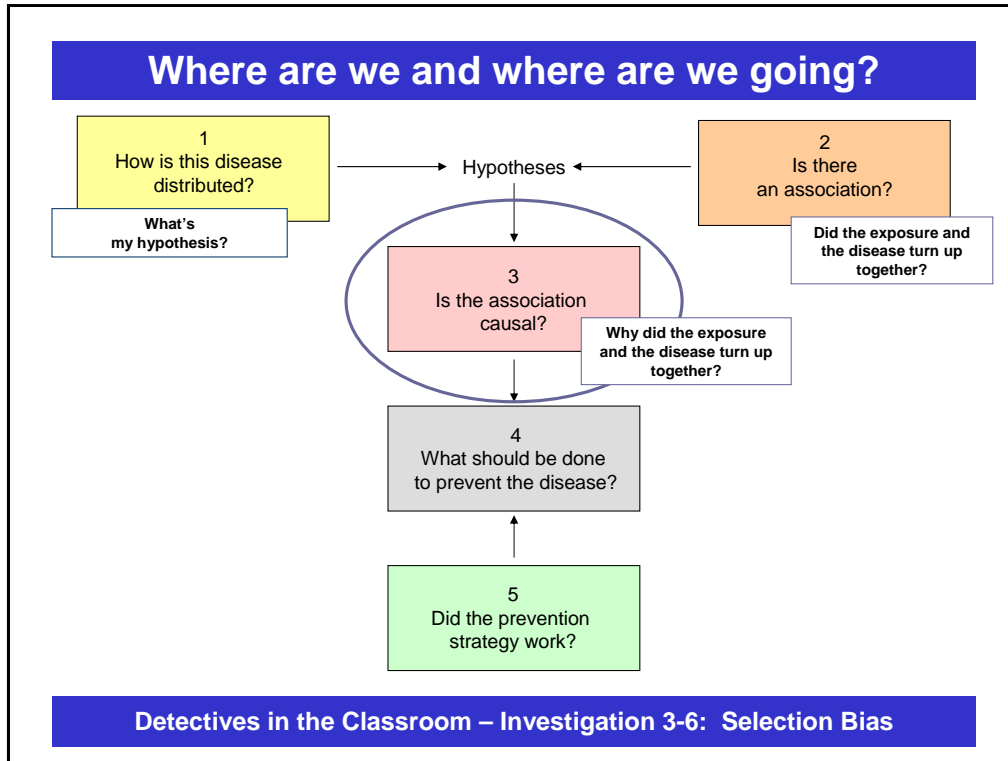 Where are we and where are we going?
1
How is this disease
distributed?
What's
my hypothesis?
Hypotheses
2
Is there
an association?
Did the exposure and
the disease turn up
together?
3
Is the association
causal?
Why did the exposure
and the disease turn up
together?
4
What should be done
to prevent the disease?
5
Did the prevention
strategy work?
Detectives in the Classroom – Investigation 3-6:  Selection Bias